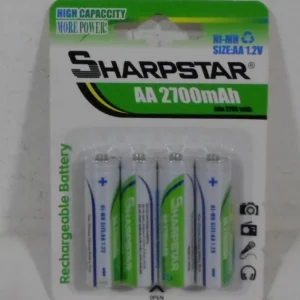 HIGH CAPACCITY
MORE POWER!
Ni-MH
SIZE:AA 1.2V
SHARPSTAR
AA 2700mAh
Rechargeable Battery
SHARPSTAR
OPEN